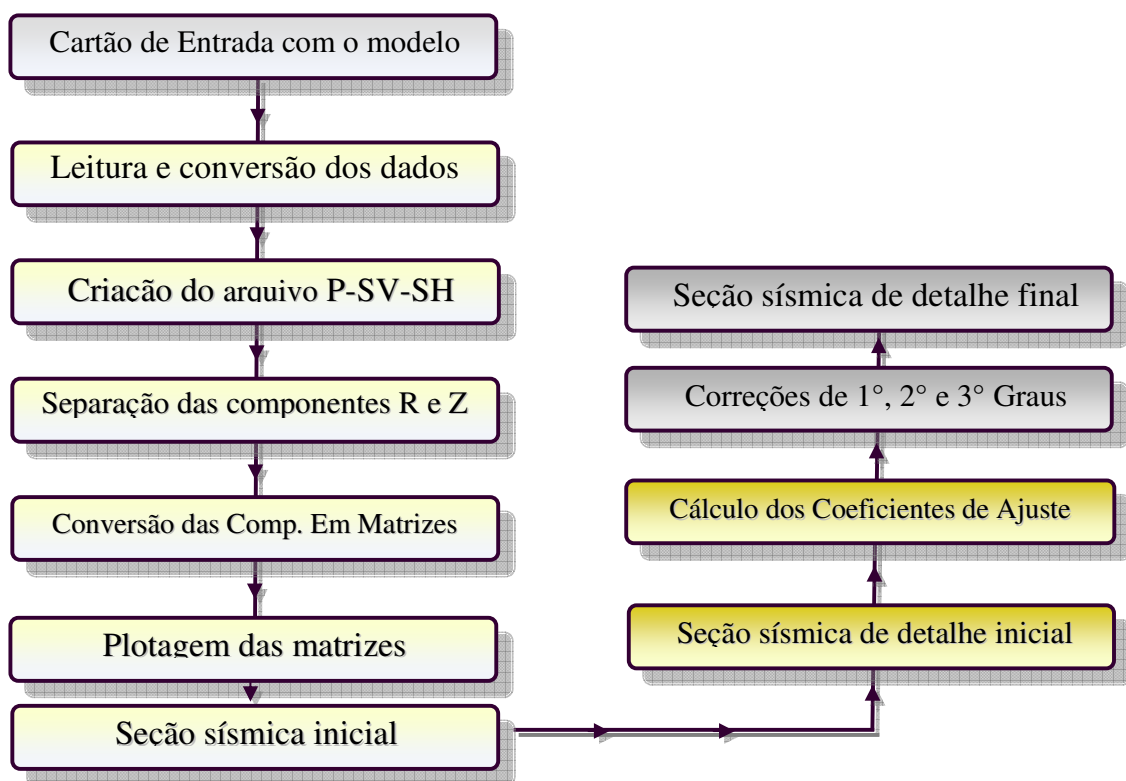 Cartão de Entrada com o modelo
Leitura e conversão dos dados
Criação do arquivo P-SV-SH
Separação das componentes R e Z
Conversão das Comp. Em Matrizes
Plotagem das matrizes
Seção sísmica inicial
Seção sísmica de detalhe inicial
Cálculo dos Coeficientes de Ajuste
Correções de 1°, 2° e 3° Graus
Seção sísmica de detalhe final